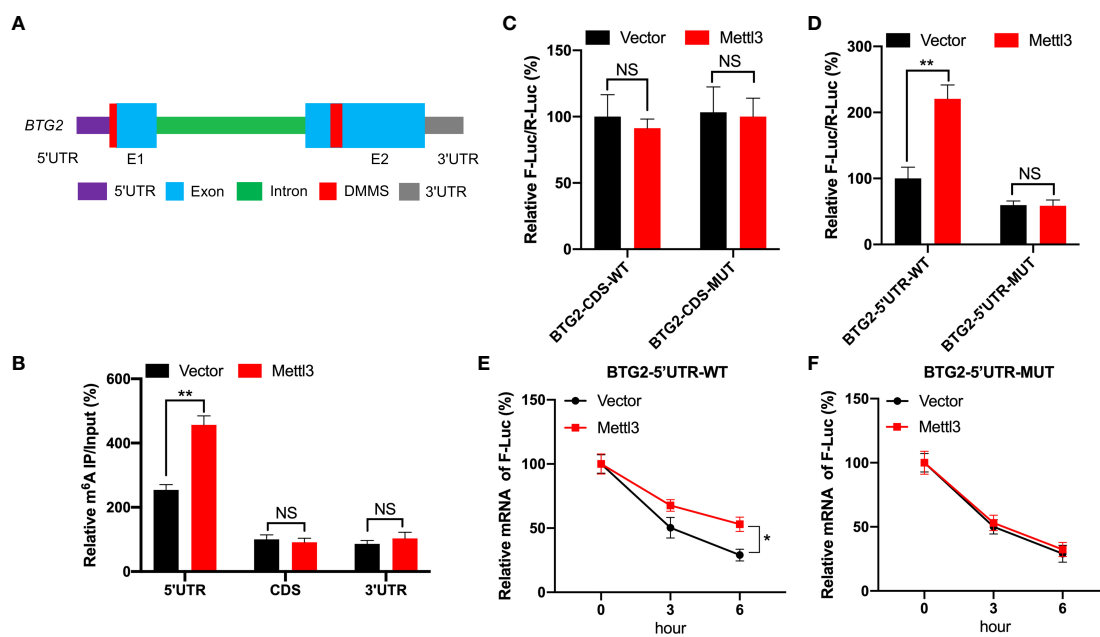 A
BTG2
5'UTR
E1
E2
3'UTR
5'UTR
Exon
Intron
DMMS
3'UTR
B
Vector
Mettl3
Relative m⁶A IP/Input (%)
600
400
200
0
**
NS
NS
5'UTR
CDS
3'UTR
C
Vector
Mettl3
Relative F-Luc/R-Luc (%)
150
100
50
0
NS
NS
BTG2-CDS-WT
BTG2-CDS-MUT
D
Vector
Mettl3
Relative F-Luc/R-Luc (%)
300
200
100
0
**
NS
BTG2-5'UTR-WT
BTG2-5'UTR-MUT
E
BTG2-5'UTR-WT
Vector
Mettl3
Relative mRNA of F-Luc (%)
150
100
50
0
*
0
3
6
hour
F
BTG2-5'UTR-MUT
Vector
Mettl3
Relative mRNA of F-Luc (%)
150
100
50
0
0
3
6
hour